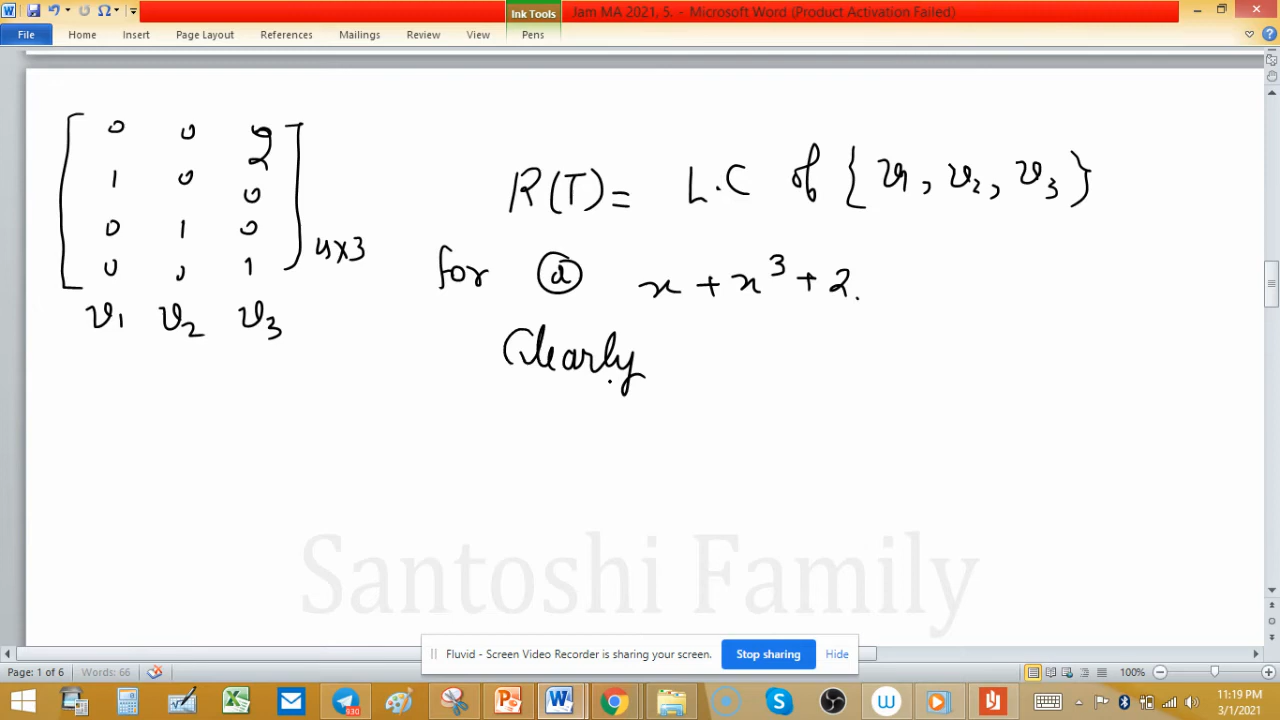 Ink Tools
Jam MA 2021, 5. - Microsoft Word (Product Activation Failed)
File Home Insert Page Layout References Mailings Review View Pens
0 0 2
1 0 0
0 1 0
0 0 1
4x3
v1 v2 v3
R(T) = L.C of {v1, v2, v3}
for a x + x^3 + 2.
Clearly
Santoshi Family
Fluvid - Screen Video Recorder is sharing your screen. Stop sharing Hide
Page: 1 of 6 Words: 66 100%
930
11:19 PM
3/1/2021